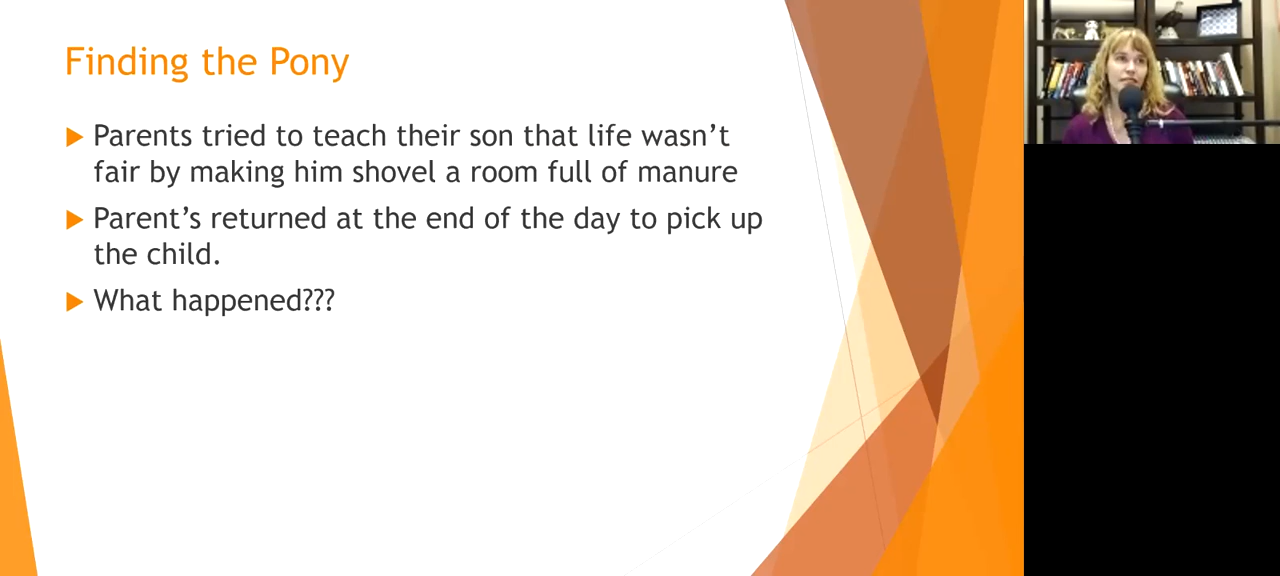 Finding the Pony
Parents tried to teach their son that life wasn’t
fair by making him shovel a room full of manure
Parent’s returned at the end of the day to pick up
the child.
What happened???